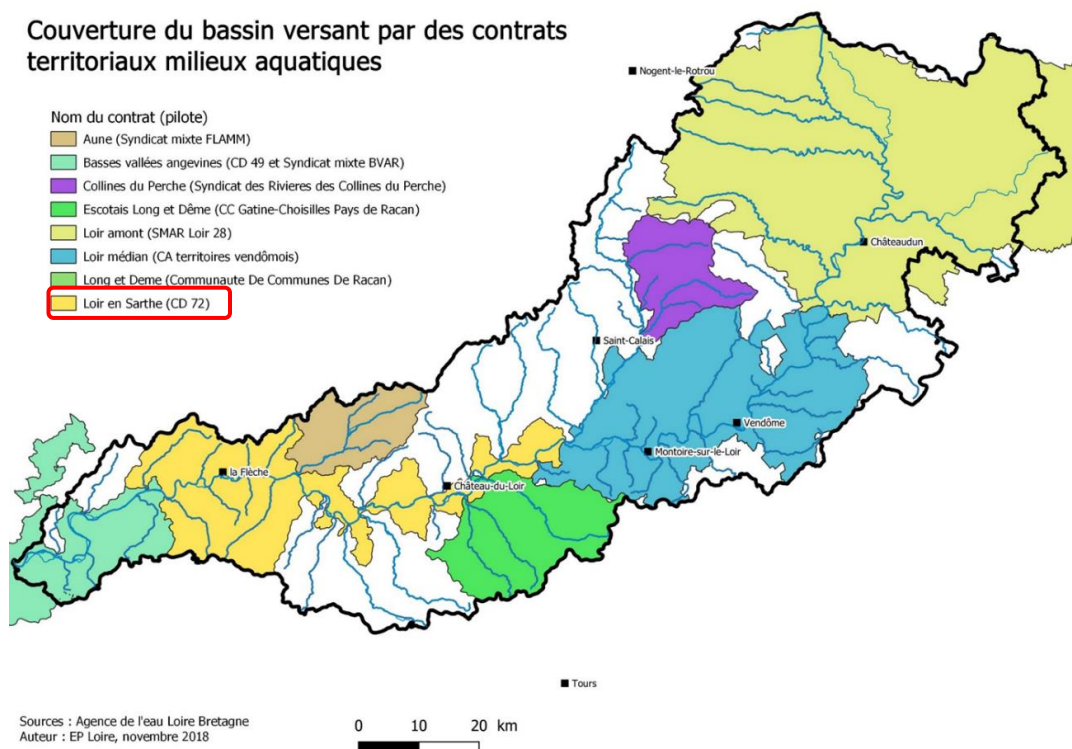 Couverture du bassin versant par des contrats
territoriaux milieux aquatiques
Nom du contrat (pilote)
Aune (Syndicat mixte FLAMM)
Basses vallées angevines (CD 49 et Syndicat mixte BVAR)
Collines du Perche (Syndicat des Rivieres des Collines du Perche)
Escotais Long et Dême (CC Gatine-Choisilles Pays de Racan)
Loir amont (SMAR Loir 28)
Loir médian (CA territoires vendômois)
Long et Deme (Communaute De Communes De Racan)
Loir en Sarthe (CD 72)
Nogent-le-Rotrou
Châteaudun
Saint-Calais
Vendôme
Montoire-sur-le-Loir
la Flèche
Château-du-Loir
Tours
Sources : Agence de l'eau Loire Bretagne
Auteur : EP Loire, novembre 2018
0 10 20 km